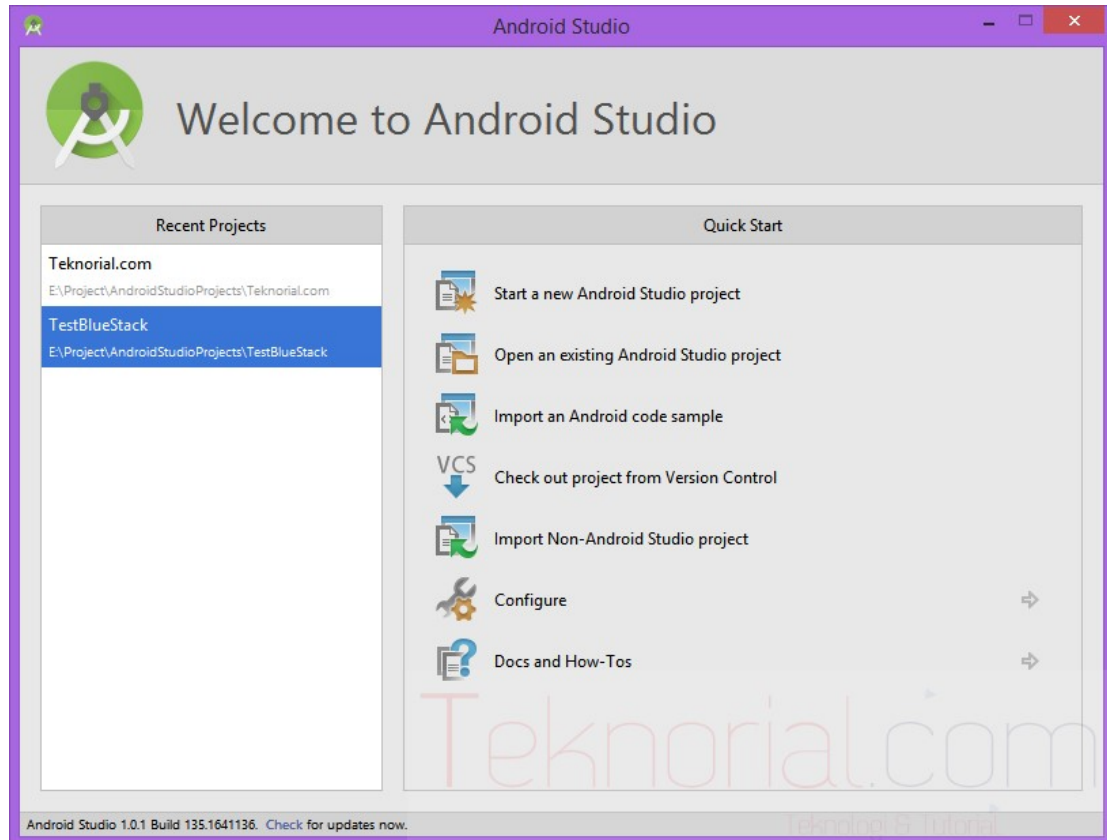 Android Studio
Welcome to Android Studio
Recent Projects
Teknorial.com
E:\Project\AndroidStudioProjects\Teknorial.com
TestBlueStack
E:\Project\AndroidStudioProjects\TestBlueStack
Quick Start
Start a new Android Studio project
Open an existing Android Studio project
Import an Android code sample
VCS
Check out project from Version Control
Import Non-Android Studio project
Configure
Docs and How-Tos
Teknorial.com
Teknologi & Tutorial
Android Studio 1.0.1 Build 135.1641136. Check for updates now.